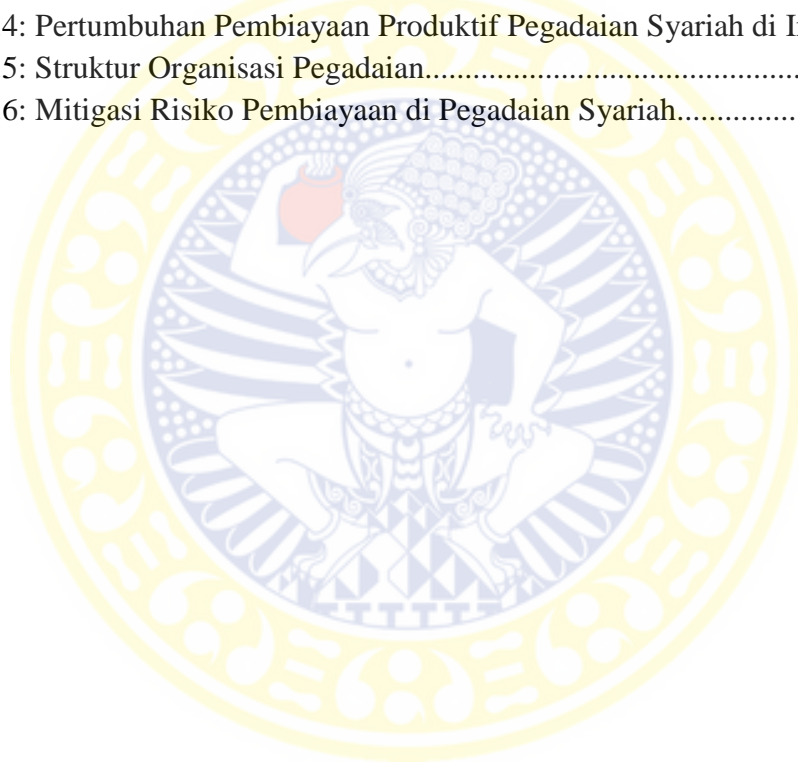 4: Pertumbuhan Pembiayaan Produktif Pegadaian Syariah di
5: Struktur Organisasi Pegadaian...............................................
6: Mitigasi Risiko Pembiayaan di Pegadaian Syariah...............